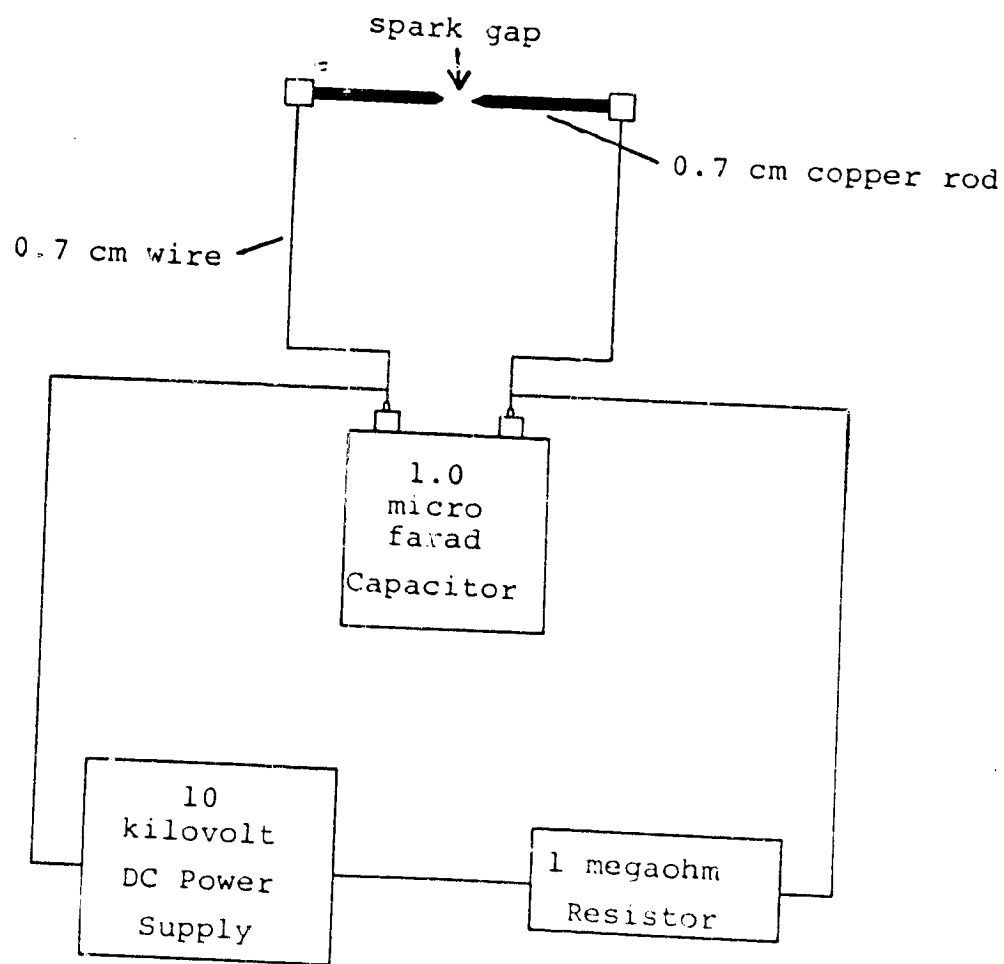 spark gap
0.7 cm copper rod
0.7 cm wire
1.0
micro
farad
Capacitor
10
kilovolt
DC Power
Supply
1 megaohm
Resistor